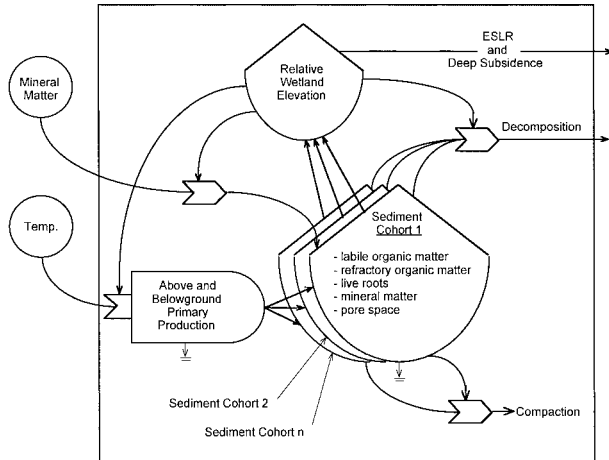 ESLR
and
Deep Subsidence
Relative
Wetland
Elevation
Mineral
Matter
Decomposition
Temp.
Sediment
Cohort 1
- labile organic matter
- refractory organic matter
- live roots
- mineral matter
- pore space
Above and
Belowground
Primary
Production
Sediment Cohort 2
Sediment Cohort n
Compaction